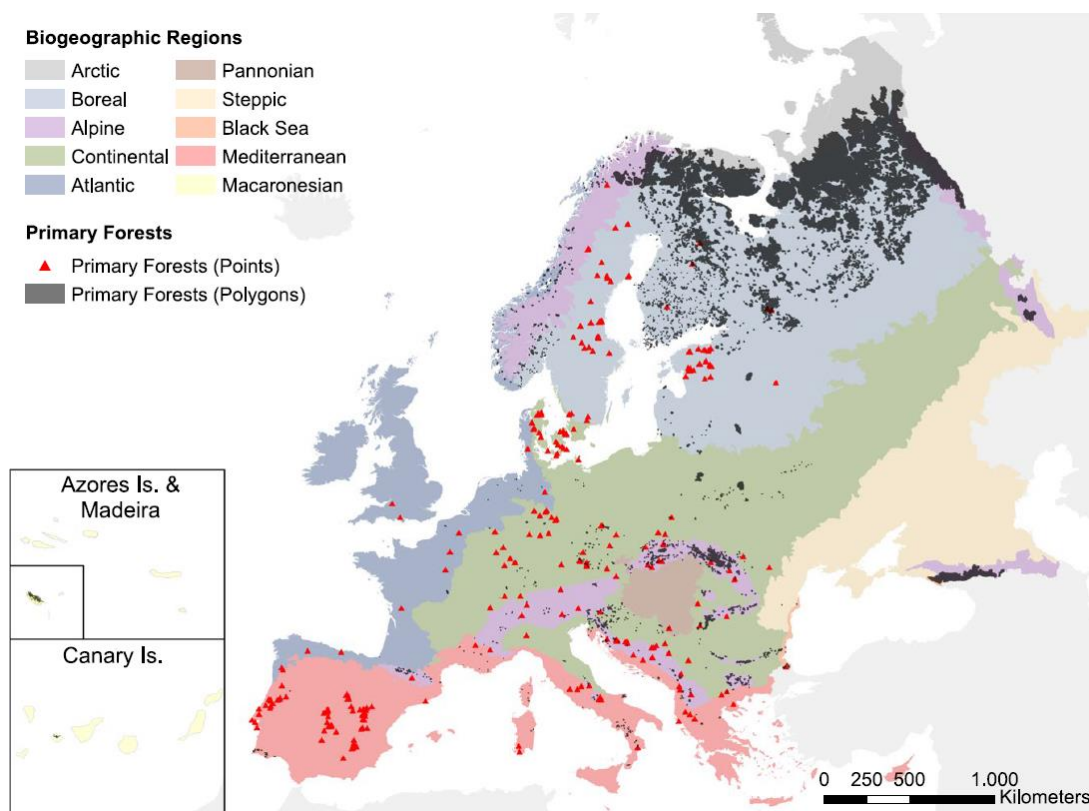 Biogeographic Regions
Arctic
Boreal
Alpine
Continental
Atlantic
Pannonian
Steppic
Black Sea
Mediterranean
Macaronesian
Primary Forests
Primary Forests (Points)
Primary Forests (Polygons)
Azores Is. &
Madeira
Canary Is.
0 250 500 1.000
Kilometers